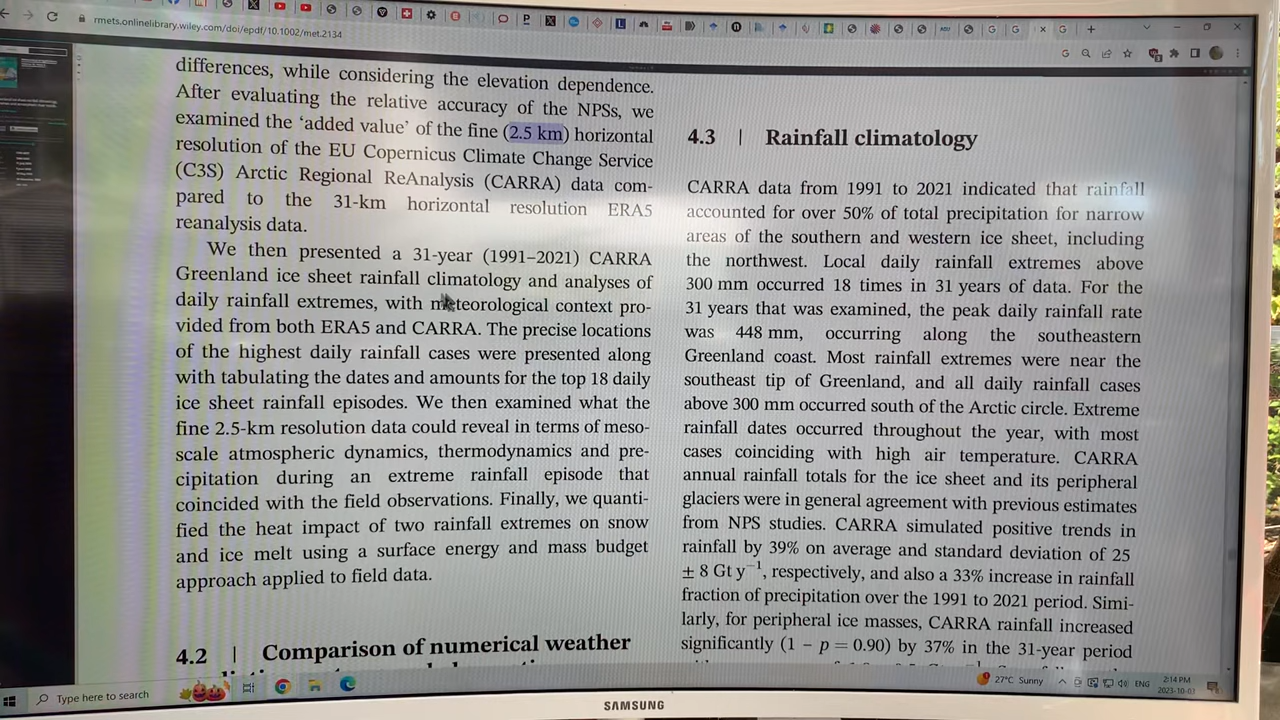 rmets.onlinelibrary.wiley.com/doi/epdf/10.1002/met.2134
differences, while considering the elevation dependence.
After evaluating the relative accuracy of the NPSs, we
examined the ‘added value’ of the fine (2.5 km) horizontal
resolution of the EU Copernicus Climate Change Service
(C3S) Arctic Regional ReAnalysis (CARRA) data com-
pared to the 31-km horizontal resolution ERA5
reanalysis data.
We then presented a 31-year (1991–2021) CARRA
Greenland ice sheet rainfall climatology and analyses of
daily rainfall extremes, with meteorological context pro-
vided from both ERA5 and CARRA. The precise locations
of the highest daily rainfall cases were presented along
with tabulating the dates and amounts for the top 18 daily
ice sheet rainfall episodes. We then examined what the
fine 2.5-km resolution data could reveal in terms of meso-
scale atmospheric dynamics, thermodynamics and pre-
cipitation during an extreme rainfall episode that
coincided with the field observations. Finally, we quanti-
fied the heat impact of two rainfall extremes on snow
and ice melt using a surface energy and mass budget
approach applied to field data.
4.2 | Comparison of numerical weather
4.3 | Rainfall climatology
CARRA data from 1991 to 2021 indicated that rainfall
accounted for over 50% of total precipitation for narrow
areas of the southern and western ice sheet, including
the northwest. Local daily rainfall extremes above
300 mm occurred 18 times in 31 years of data. For the
31 years that was examined, the peak daily rainfall rate
was 448 mm, occurring along the southeastern
Greenland coast. Most rainfall extremes were near the
southeast tip of Greenland, and all daily rainfall cases
above 300 mm occurred south of the Arctic circle. Extreme
rainfall dates occurred throughout the year, with most
cases coinciding with high air temperature. CARRA
annual rainfall totals for the ice sheet and its peripheral
glaciers were in general agreement with previous estimates
from NPS studies. CARRA simulated positive trends in
rainfall by 39% on average and standard deviation of 25
± 8 Gt y⁻¹, respectively, and also a 33% increase in rainfall
fraction of precipitation over the 1991 to 2021 period. Simi-
larly, for peripheral ice masses, CARRA rainfall increased
significantly (1 − p = 0.90) by 37% in the 31-year period
Type here to search
27°C Sunny
ENG
2:14 PM
2023-10-03
SAMSUNG